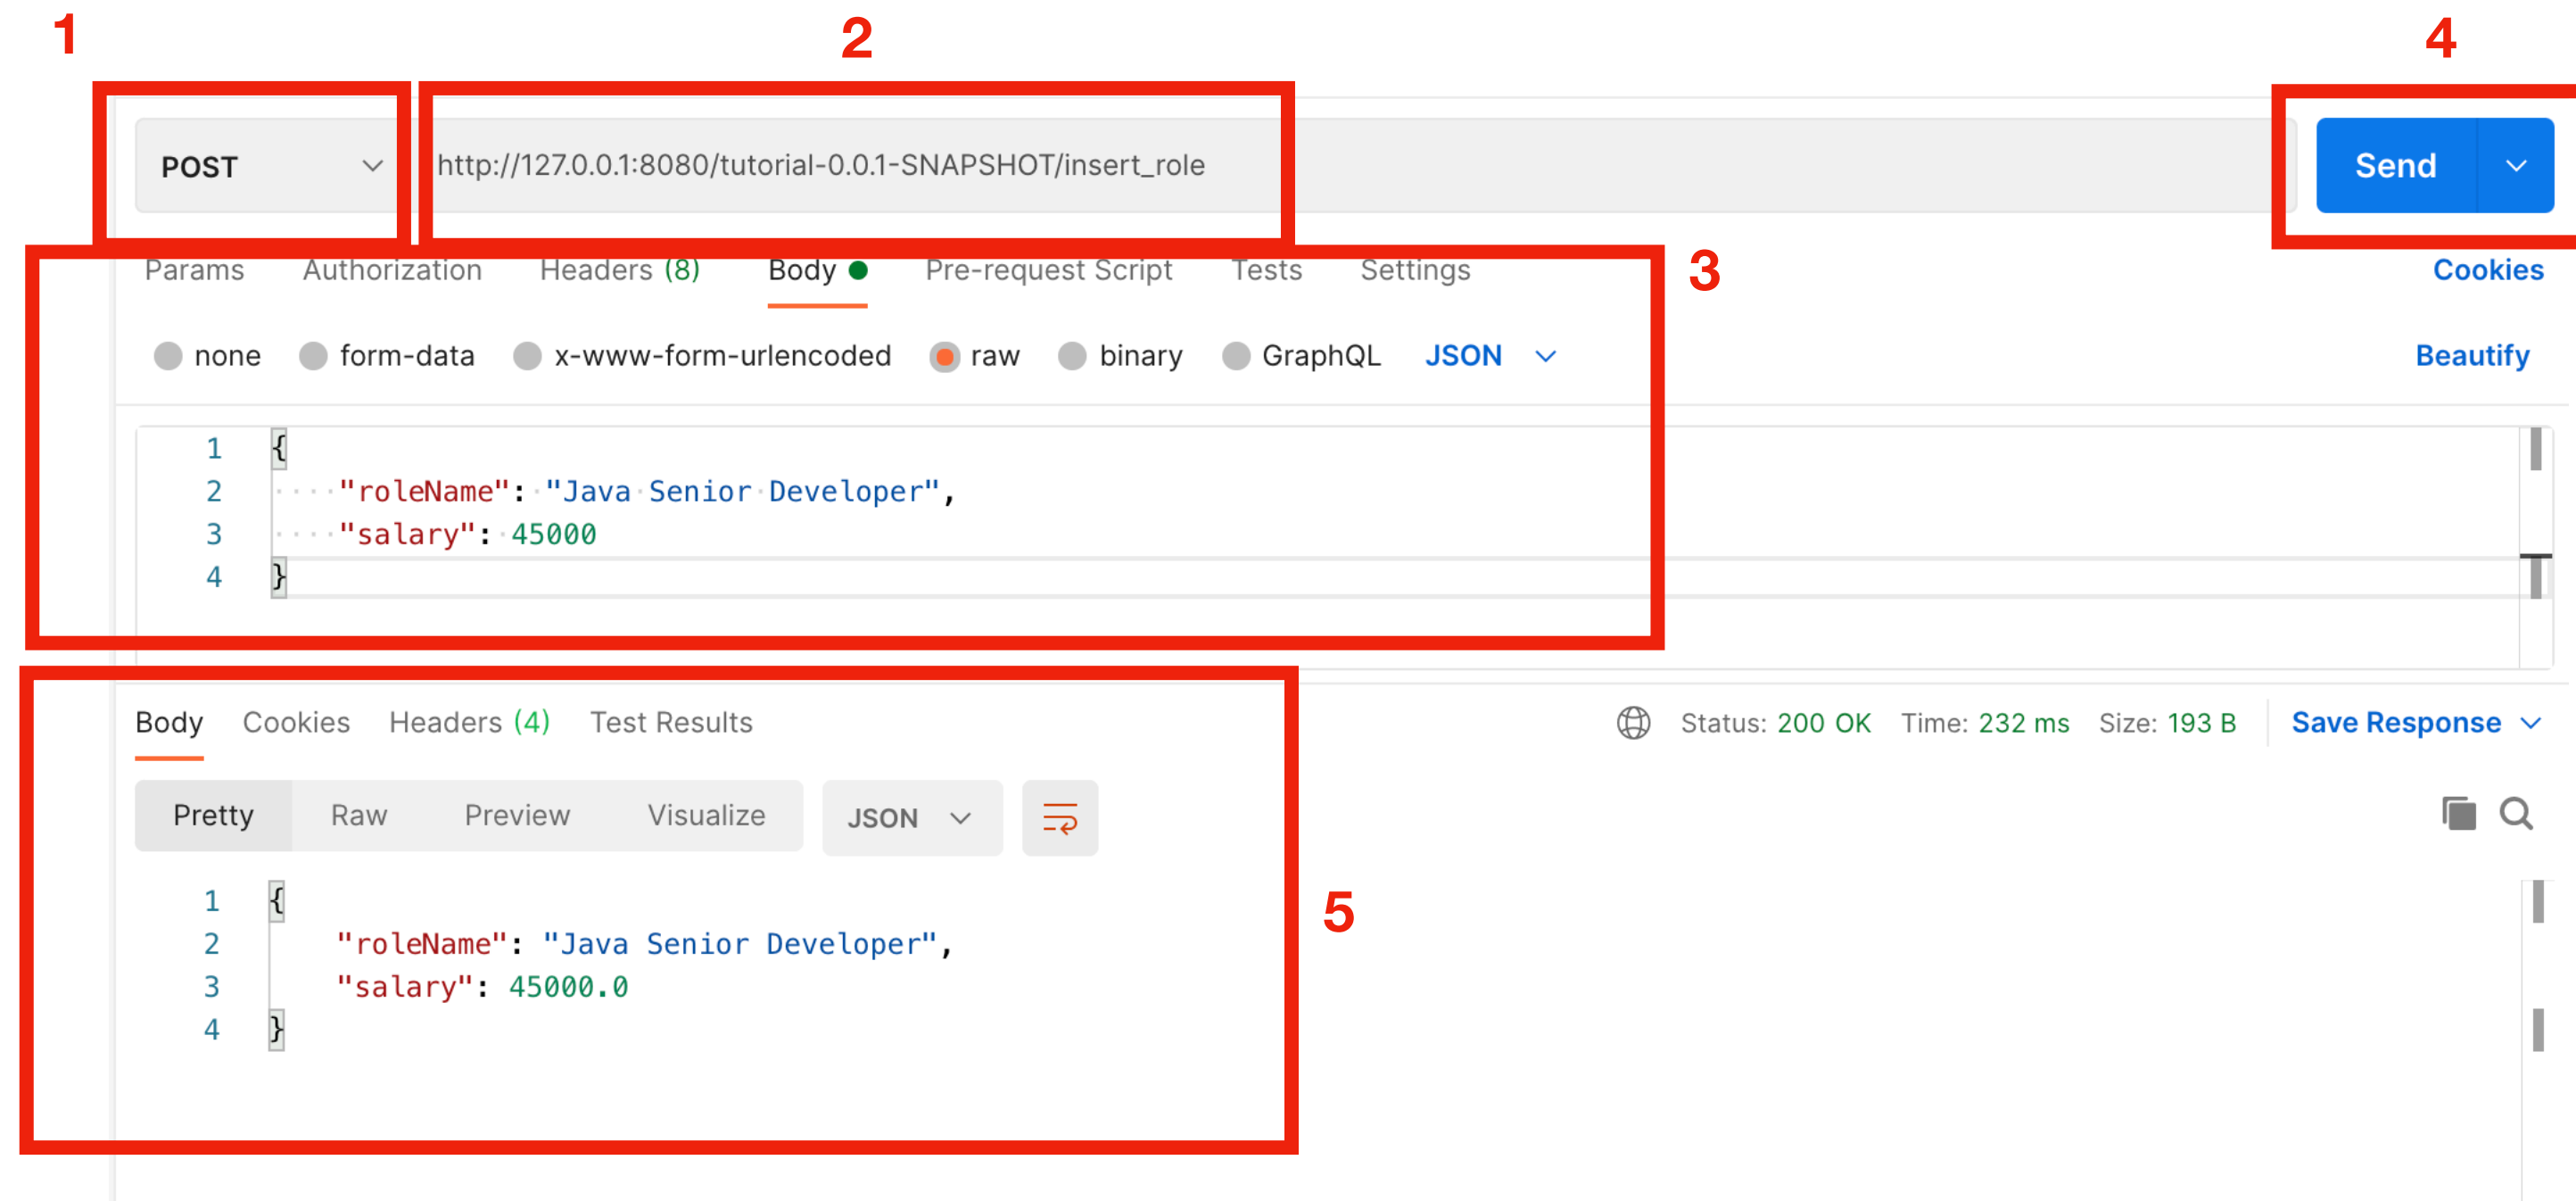 1 2 4
POST http://127.0.0.1:8080/tutorial-0.0.1-SNAPSHOT/insert_role Send
Params Authorization Headers (8) Body Pre-request Script Tests Settings 3 Cookies
none form-data x-www-form-urlencoded raw binary GraphQL JSON Beautify
1 {
2 "roleName": "Java Senior Developer",
3 "salary": 45000
4 }
Body Cookies Headers (4) Test Results Status: 200 OK Time: 232 ms Size: 193 B Save Response
Pretty Raw Preview Visualize JSON
1 {
5
2 "roleName": "Java Senior Developer",
3 "salary": 45000.0
4 }